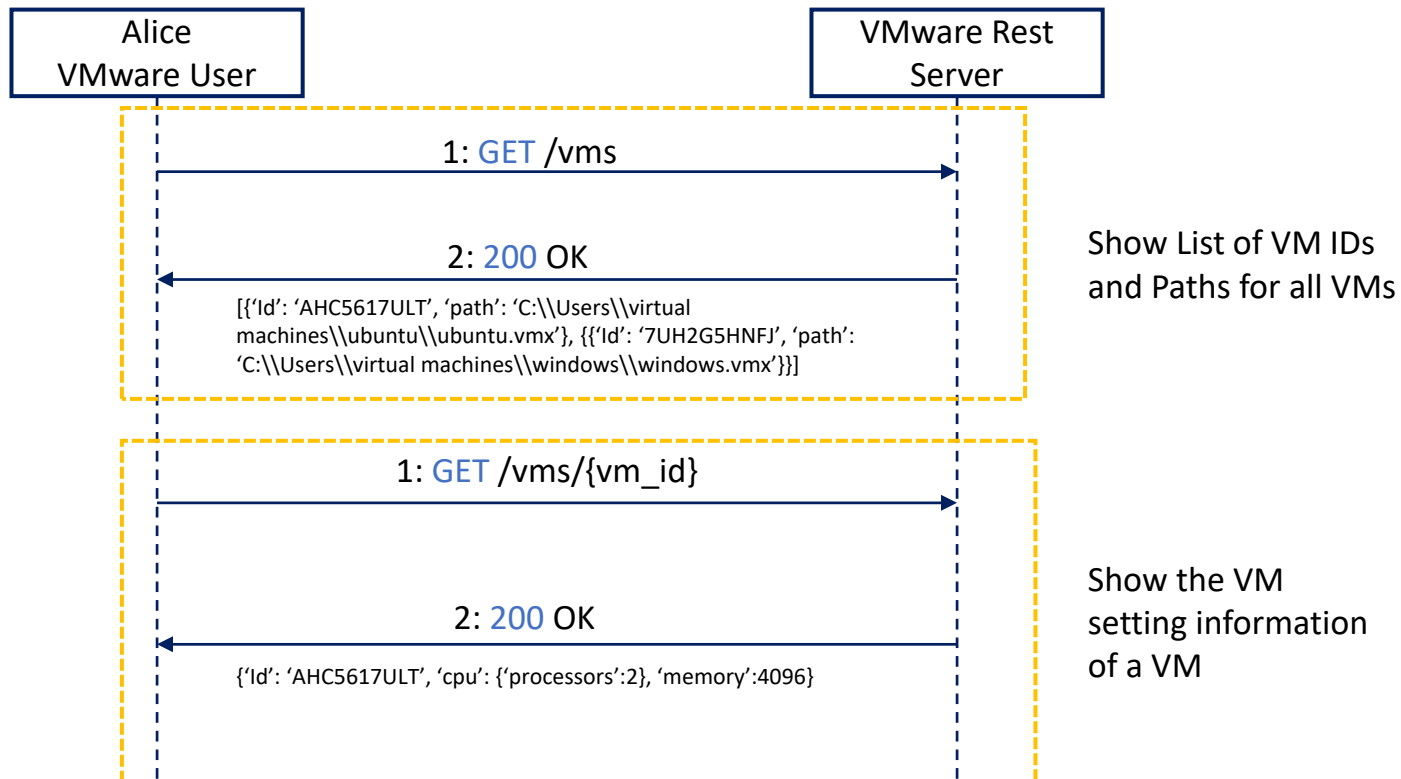 Alice
VMware User
VMware Rest
Server
1: GET /vms
2: 200 OK
[{‘Id’: ‘AHC5617ULT’, ‘path’: ‘C:\\Users\\virtual
machines\\ubuntu\\ubuntu.vmx’}, {{‘Id’: ‘7UH2G5HNFJ’, ‘path’:
‘C:\\Users\\virtual machines\\windows\\windows.vmx’}}]
Show List of VM IDs
and Paths for all VMs
1: GET /vms/{vm_id}
2: 200 OK
{‘Id’: ‘AHC5617ULT’, ‘cpu’: {‘processors’:2}, ‘memory’:4096}
Show the VM
setting information
of a VM